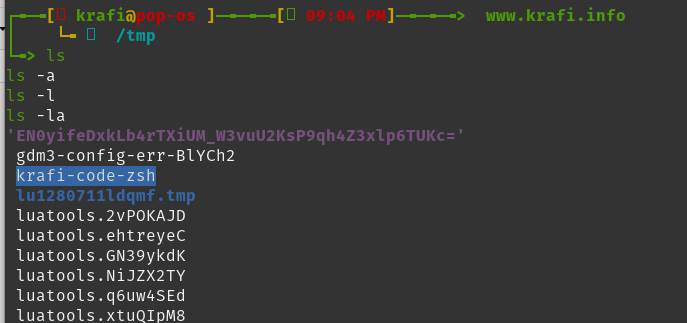 [ krafi@pop-os ]—[ 09:04 PM]—> www.krafi.info
/tmp
> ls
ls -a
ls -l
ls -la
'EN0yifeDxkLb4rTXiUM_W3vuU2KsP9qh4Z3xlp6TUKc='
gdm3-config-err-BlYCh2
krafi-code-zsh
lu1280711ldqmf.tmp
luatools.2vPOKAJD
luatools.ehtreyeC
luatools.GN39ykdK
luatools.NiJZX2TY
luatools.q6uw4SEd
luatools.xtuQIpM8